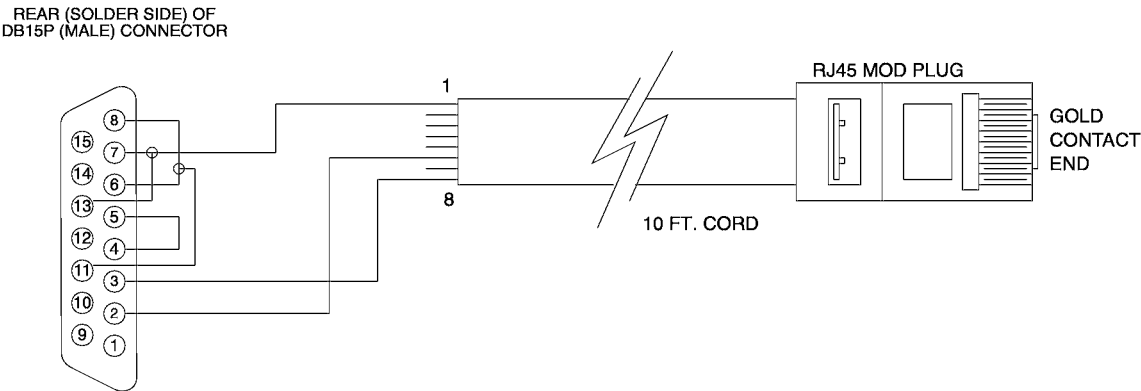 REAR (SOLDER SIDE) OF
DB15P (MALE) CONNECTOR
RJ45 MOD PLUG
1
8
15
7
14
6
13
5
12
4
11
3
10
2
9
1
8
10 FT. CORD
GOLD
CONTACT
END